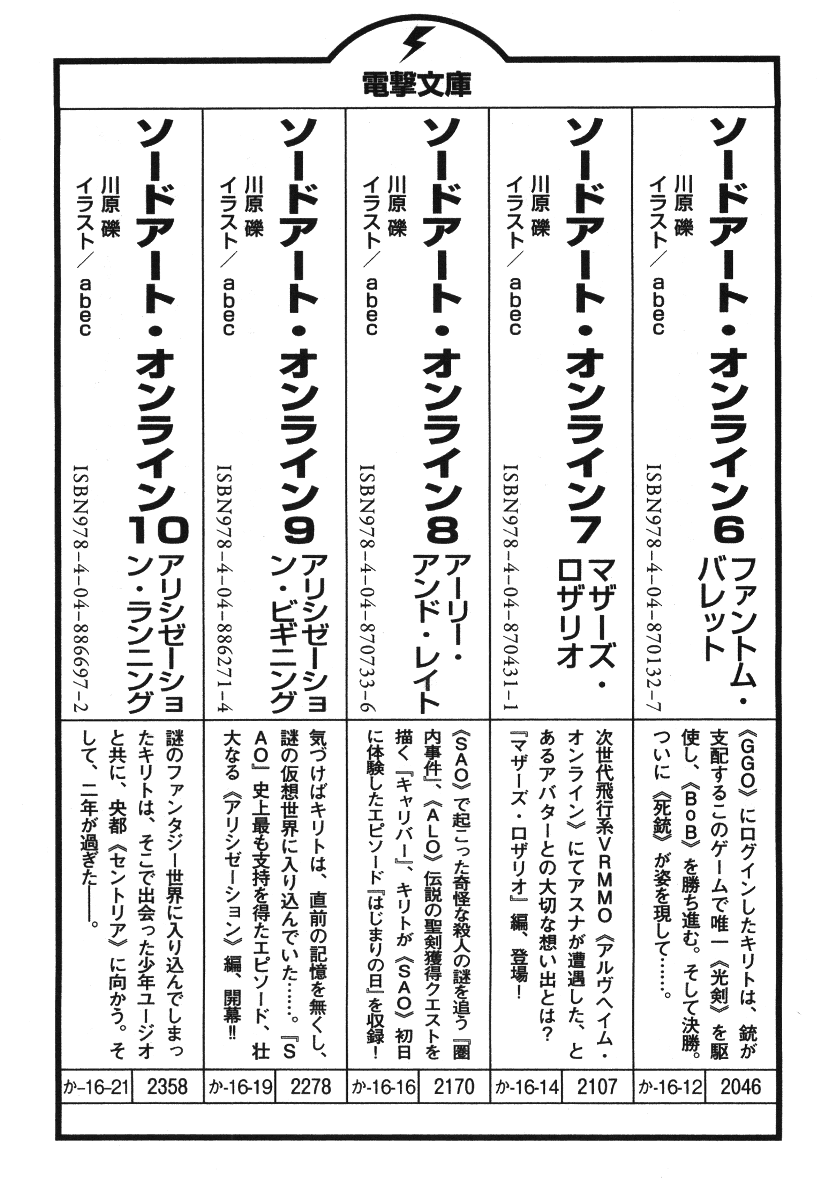 電撃文庫
ソードアート・オンライン6
ファントム・
バレット
川原 礫
イラスト/abec
ISBN978-4-04-870132-7
《GGO》にログインしたキリトは、銃が
支配するこのゲームで唯一《光剣》を駆
使し、《BoB》を勝ち進む。そして決勝。
ついに《死銃》が姿を現して……。
か-16-12
2046
ソードアート・オンライン7
マザーズ・
ロザリオ
川原 礫
イラスト/abec
ISBN978-4-04-870431-1
次世代飛行系VRMMO《アルヴヘイム・
オンライン》にてアスナが遭遇した、と
あるアバターとの大切な想い出とは?
『マザーズ・ロザリオ』編、登場!
か-16-14
2107
ソードアート・オンライン8
アーリー・
アンド・レイト
川原 礫
イラスト/abec
ISBN978-4-04-870733-6
《SAO》で起こった奇怪な殺人の謎を追う『圏
内事件』、《ALO》伝説の聖剣獲得クエストを
描く『キャリバー』、キリトが《SAO》初日
に体験したエピソード『はじまりの日』を収録!
か-16-16
2170
ソードアート・オンライン9
アリシゼーショ
ン・ビギニング
川原 礫
イラスト/abec
ISBN978-4-04-886271-4
気づけばキリトは、直前の記憶を無くし、
謎の仮想世界に入り込んでいた……。『S
AO』史上最も支持を得たエピソード、壮
大なる《アリシゼーション》編、開幕!!
か-16-19
2278
ソードアート・オンライン10
アリシゼーショ
ン・ランニング
川原 礫
イラスト/abec
ISBN978-4-04-886697-2
謎のファンタジー世界に入り込んでしまっ
たキリトは、そこで出会った少年ユージオ
と共に、央都《セントリア》に向かう。そ
して、二年が過ぎた――。
か-16-21
2358